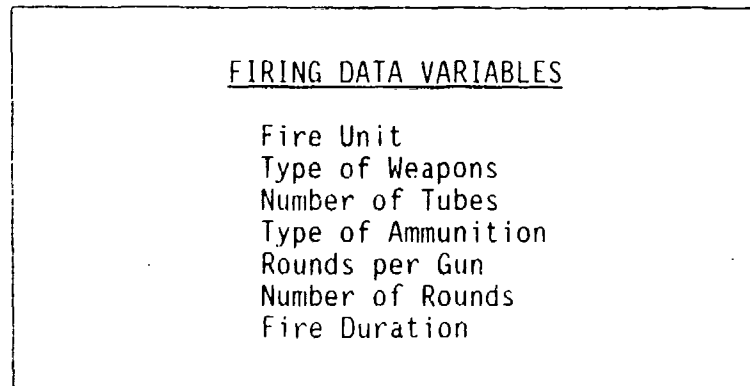 FIRING DATA VARIABLES
Fire Unit
Type of Weapons
Number of Tubes
Type of Ammunition
Rounds per Gun
Number of Rounds
Fire Duration